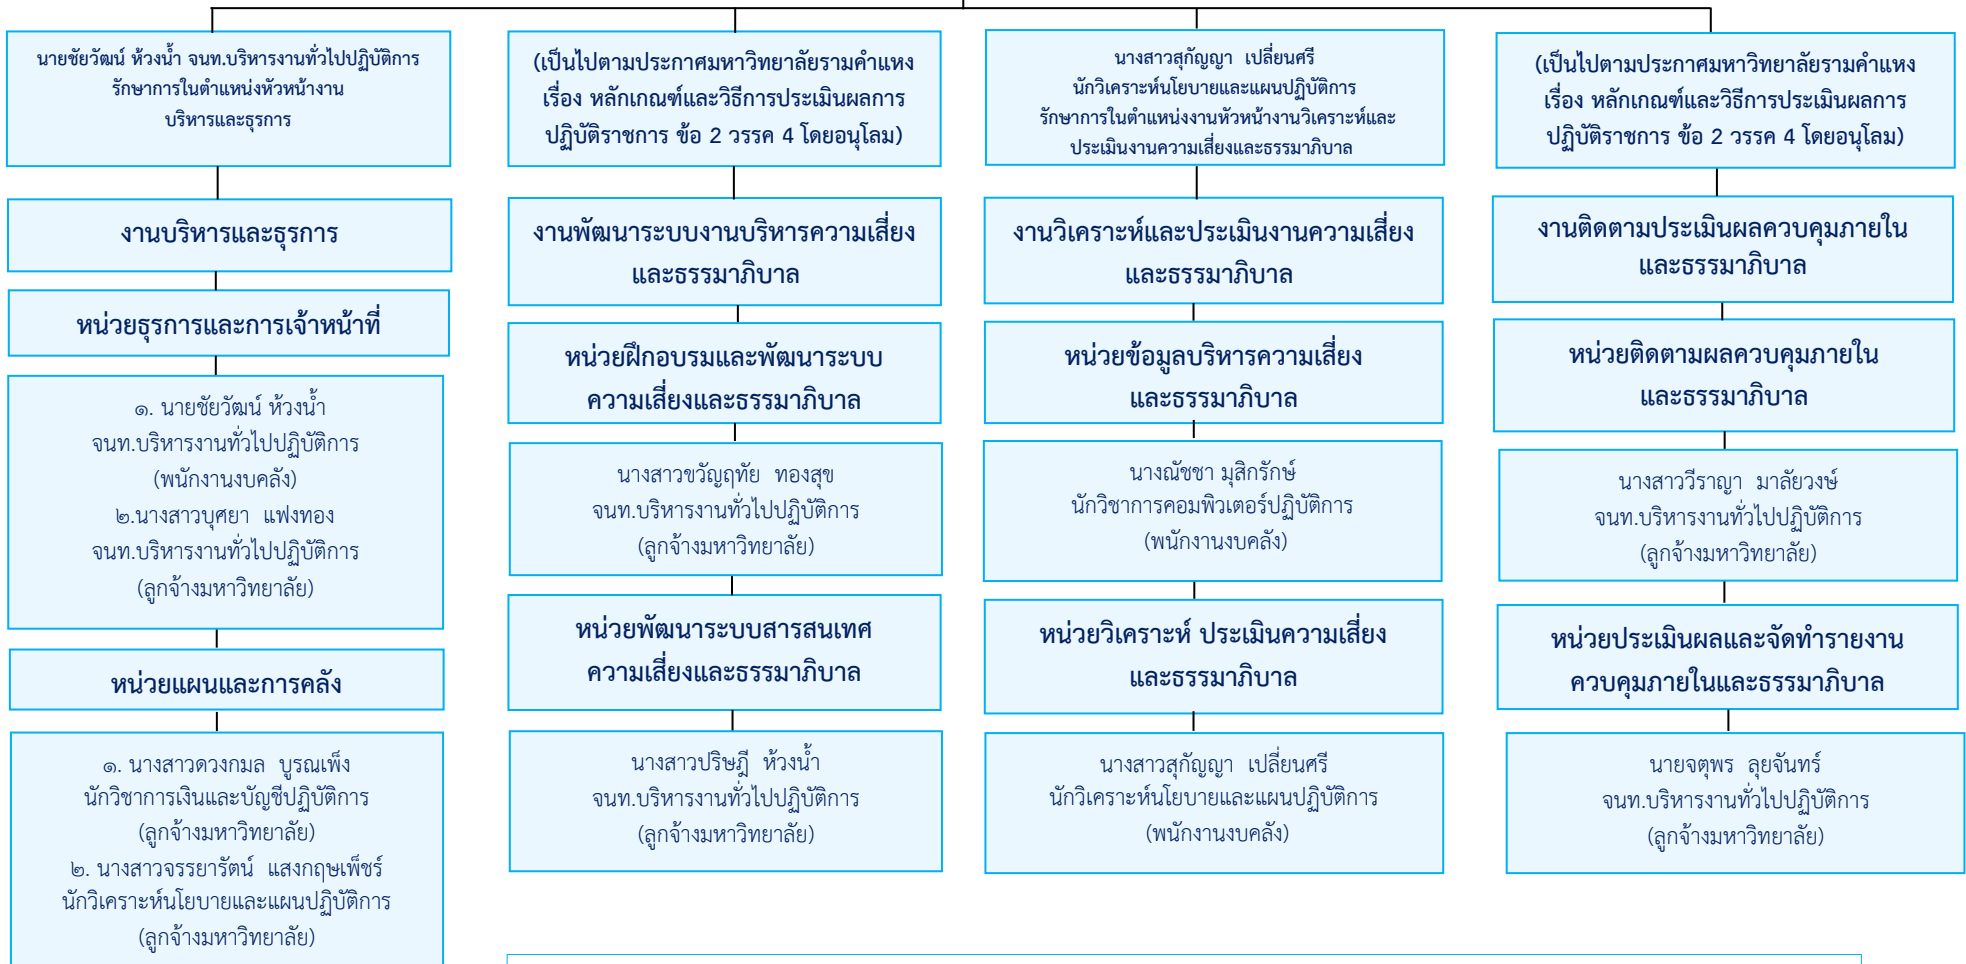 นายชัยวัฒน์ ห้วงน้ำ จนท.บริหารงานทั่วไปปฏิบัติการ
รักษาการในตำแหน่งหัวหน้างาน
บริหารและธุรการ
งานบริหารและธุรการ
หน่วยธุรการและการเจ้าหน้าที่
๑. นายชัยวัฒน์ ห้วงน้ำ
จนท.บริหารงานทั่วไปปฏิบัติการ
(พนักงานงบคลัง)
๒.นางสาวบุศยา แฟงทอง
จนท.บริหารงานทั่วไปปฏิบัติการ
(ลูกจ้างมหาวิทยาลัย)
หน่วยแผนและการคลัง
๑. นางสาวดวงกมล บูรณเพ็ง
นักวิชาการเงินและบัญชีปฏิบัติการ
(ลูกจ้างมหาวิทยาลัย)
๒. นางสาวจรรยารัตน์ แสงกฤษเพ็ชร์
นักวิเคราะห์นโยบายและแผนปฏิบัติการ
(ลูกจ้างมหาวิทยาลัย)
(เป็นไปตามประกาศมหาวิทยาลัยรามคำแหง
เรื่อง หลักเกณฑ์และวิธีการประเมินผลการ
ปฏิบัติราชการ ข้อ 2 วรรค 4 โดยอนุโลม)
งานพัฒนาระบบงานบริหารความเสี่ยง
และธรรมาภิบาล
หน่วยฝึกอบรมและพัฒนาระบบ
ความเสี่ยงและธรรมาภิบาล
นางสาวขวัญฤทัย ทองสุข
จนท.บริหารงานทั่วไปปฏิบัติการ
(ลูกจ้างมหาวิทยาลัย)
หน่วยพัฒนาระบบสารสนเทศ
ความเสี่ยงและธรรมาภิบาล
นางสาวปริษฎี ห้วงน้ำ
จนท.บริหารงานทั่วไปปฏิบัติการ
(ลูกจ้างมหาวิทยาลัย)
นางสาวสุกัญญา เปลี่ยนศรี
นักวิเคราะห์นโยบายและแผนปฏิบัติการ
รักษาการในตำแหน่งงานหัวหน้างานวิเคราะห์และ
ประเมินงานความเสี่ยงและธรรมาภิบาล
งานวิเคราะห์และประเมินงานความเสี่ยง
และธรรมาภิบาล
หน่วยข้อมูลบริหารความเสี่ยง
และธรรมาภิบาล
นางณัชชา มุสิกรักษ์
นักวิชาการคอมพิวเตอร์ปฏิบัติการ
(พนักงานงบคลัง)
หน่วยวิเคราะห์ ประเมินความเสี่ยง
และธรรมาภิบาล
นางสาวสุกัญญา เปลี่ยนศรี
นักวิเคราะห์นโยบายและแผนปฏิบัติการ
(พนักงานงบคลัง)
(เป็นไปตามประกาศมหาวิทยาลัยรามคำแหง
เรื่อง หลักเกณฑ์และวิธีการประเมินผลการ
ปฏิบัติราชการ ข้อ 2 วรรค 4 โดยอนุโลม)
งานติดตามประเมินผลควบคุมภายใน
และธรรมาภิบาล
หน่วยติดตามผลควบคุมภายใน
และธรรมาภิบาล
นางสาววีราญา มาลัยวงษ์
จนท.บริหารงานทั่วไปปฏิบัติการ
(ลูกจ้างมหาวิทยาลัย)
หน่วยประเมินผลและจัดทำรายงาน
ควบคุมภายในและธรรมาภิบาล
นายจตุพร ลุยจันทร์
จนท.บริหารงานทั่วไปปฏิบัติการ
(ลูกจ้างมหาวิทยาลัย)